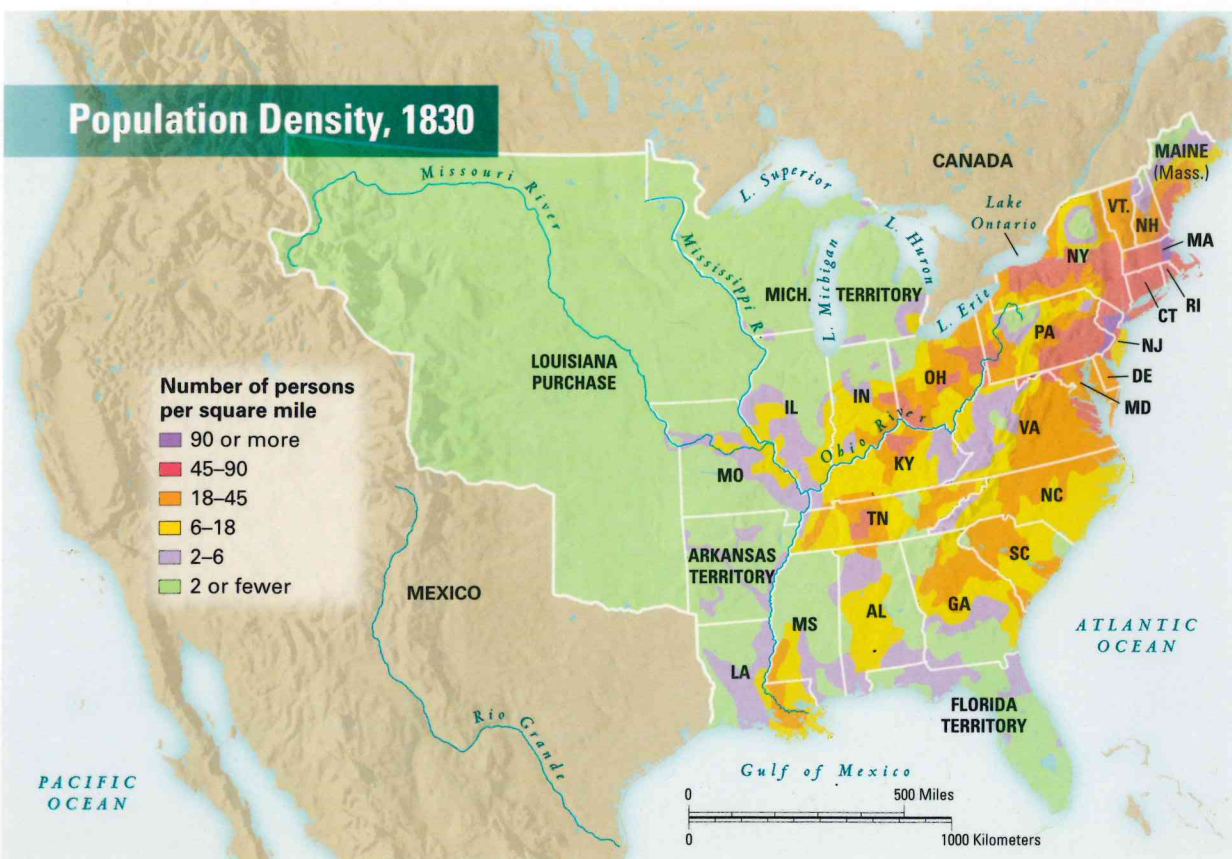 Population Density, 1830
Missouri
River
L. Superior
CANADA
MAINE
(Mass.)
Lake
Ontario
VT.
NH
NY
MA
RI
CT
Mississippi R.
MICH.
TERRITORY
L. Michigan
L. Huron
L. Erie
PA
NJ
DE
MD
LOUISIANA
PURCHASE
OH
IN
IL
VA
Ohio River
KY
MO
NC
TN
Number of persons
per square mile
90 or more
45–90
18–45
6–18
2–6
2 or fewer
ARKANSAS
TERRITORY
SC
MEXICO
MS
AL
GA
ATLANTIC
OCEAN
LA
FLORIDA
TERRITORY
Rio Grande
PACIFIC
OCEAN
Gulf of Mexico
0
500 Miles
0
1000 Kilometers